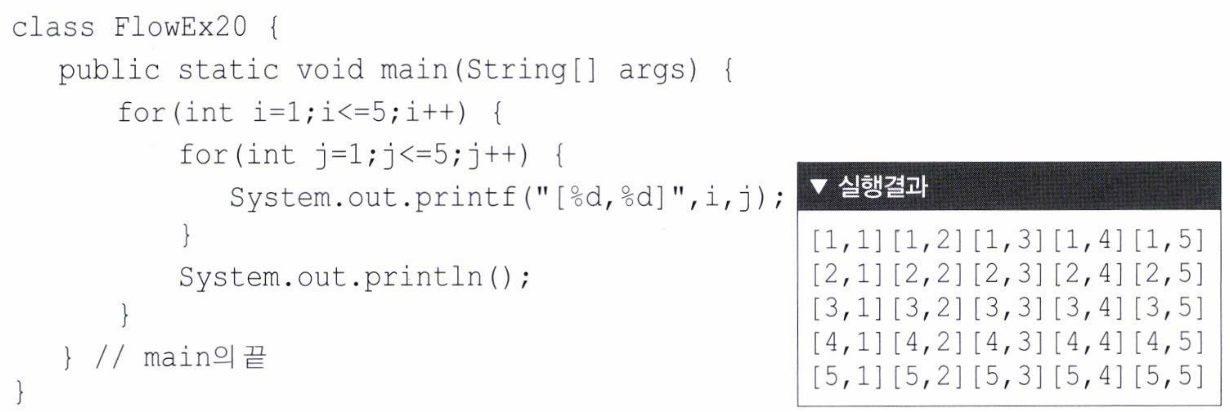 class FlowEx20 {
public static void main(String[] args) {
for(int i=1;i<=5;i++) {
for(int j=1;j<=5;j++) {
System.out.printf("[%d,%d]",i,j);
}
System.out.println();
}
} // main의 끝
}
▼ 실행결과
[1,1][1,2][1,3][1,4][1,5]
[2,1][2,2][2,3][2,4][2,5]
[3,1][3,2][3,3][3,4][3,5]
[4,1][4,2][4,3][4,4][4,5]
[5,1][5,2][5,3][5,4][5,5]